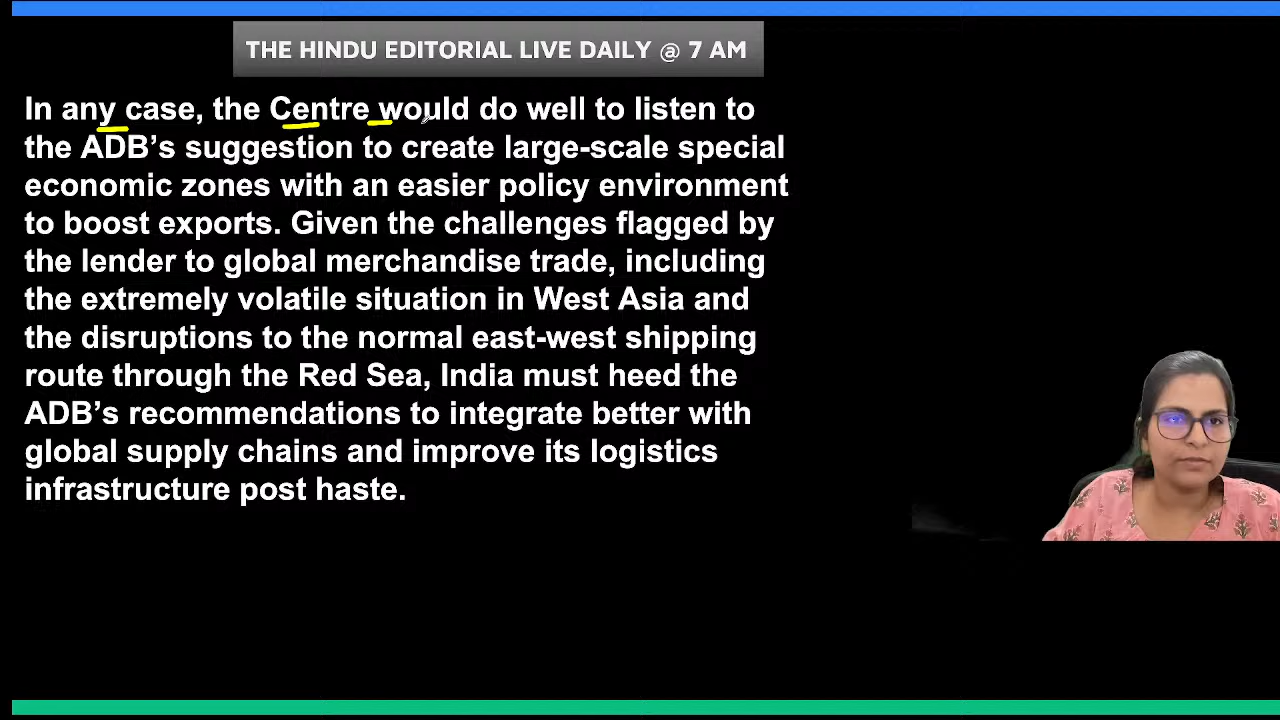 THE HINDU EDITORIAL LIVE DAILY @ 7 AM
In any case, the Centre would do well to listen to
the ADB’s suggestion to create large-scale special
economic zones with an easier policy environment
to boost exports. Given the challenges flagged by
the lender to global merchandise trade, including
the extremely volatile situation in West Asia and
the disruptions to the normal east-west shipping
route through the Red Sea, India must heed the
ADB’s recommendations to integrate better with
global supply chains and improve its logistics
infrastructure post haste.